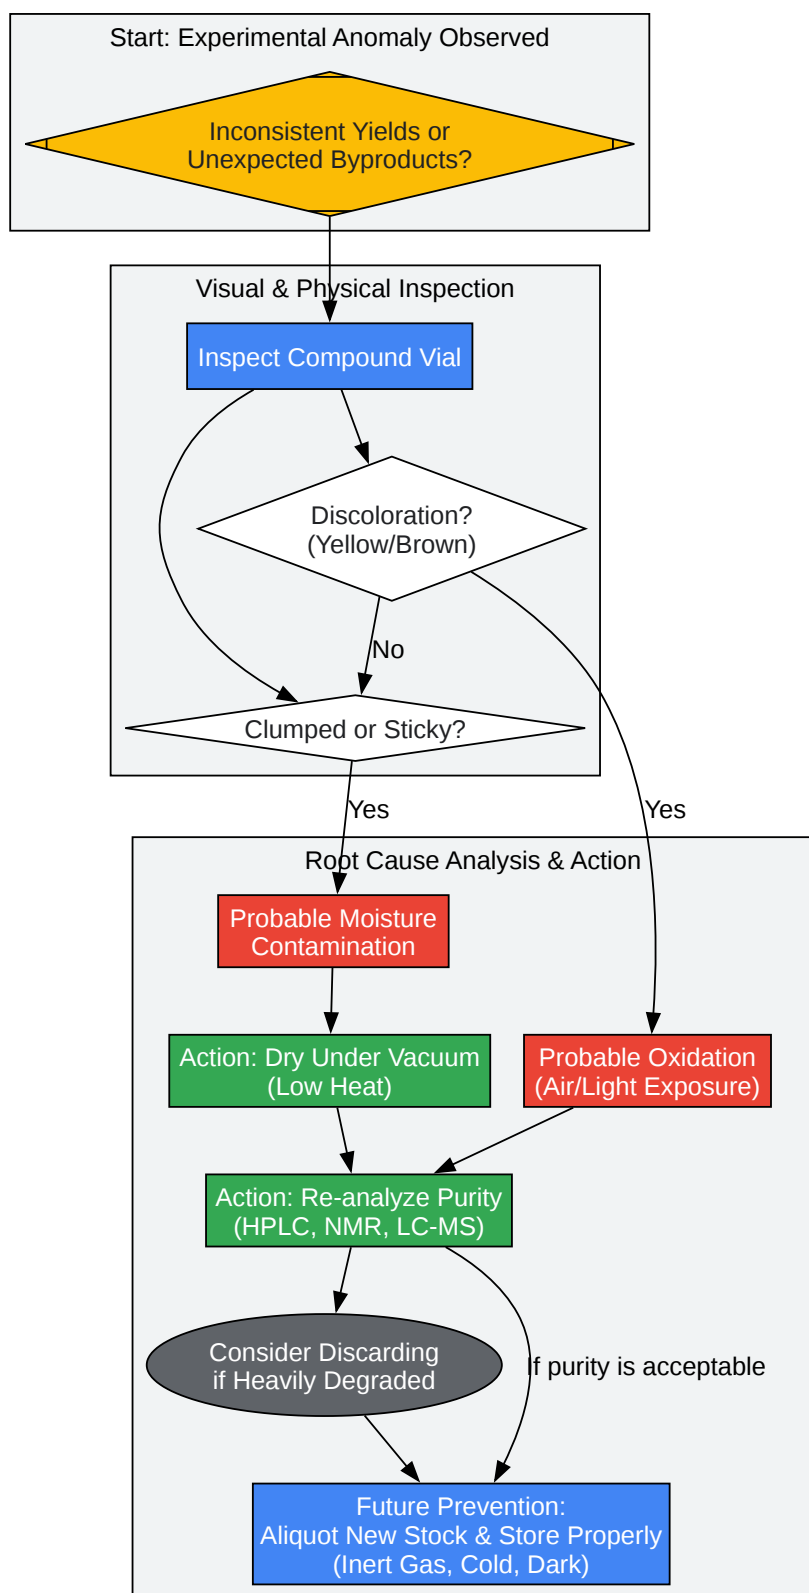 Start: Experimental Anomaly Observed
Inconsistent Yields or
Unexpected Byproducts?
Visual & Physical Inspection
Inspect Compound Vial
Discoloration?
(Yellow/Brown)
No
Clumped or Sticky?
Yes
Yes
Root Cause Analysis & Action
Probable Moisture
Contamination
Action: Dry Under Vacuum
(Low Heat)
Probable Oxidation
(Air/Light Exposure)
Action: Re-analyze Purity
(HPLC, NMR, LC-MS)
Consider Discarding
if Heavily Degraded
If purity is acceptable
Future Prevention:
Aliquot New Stock & Store Properly
(Inert Gas, Cold, Dark)